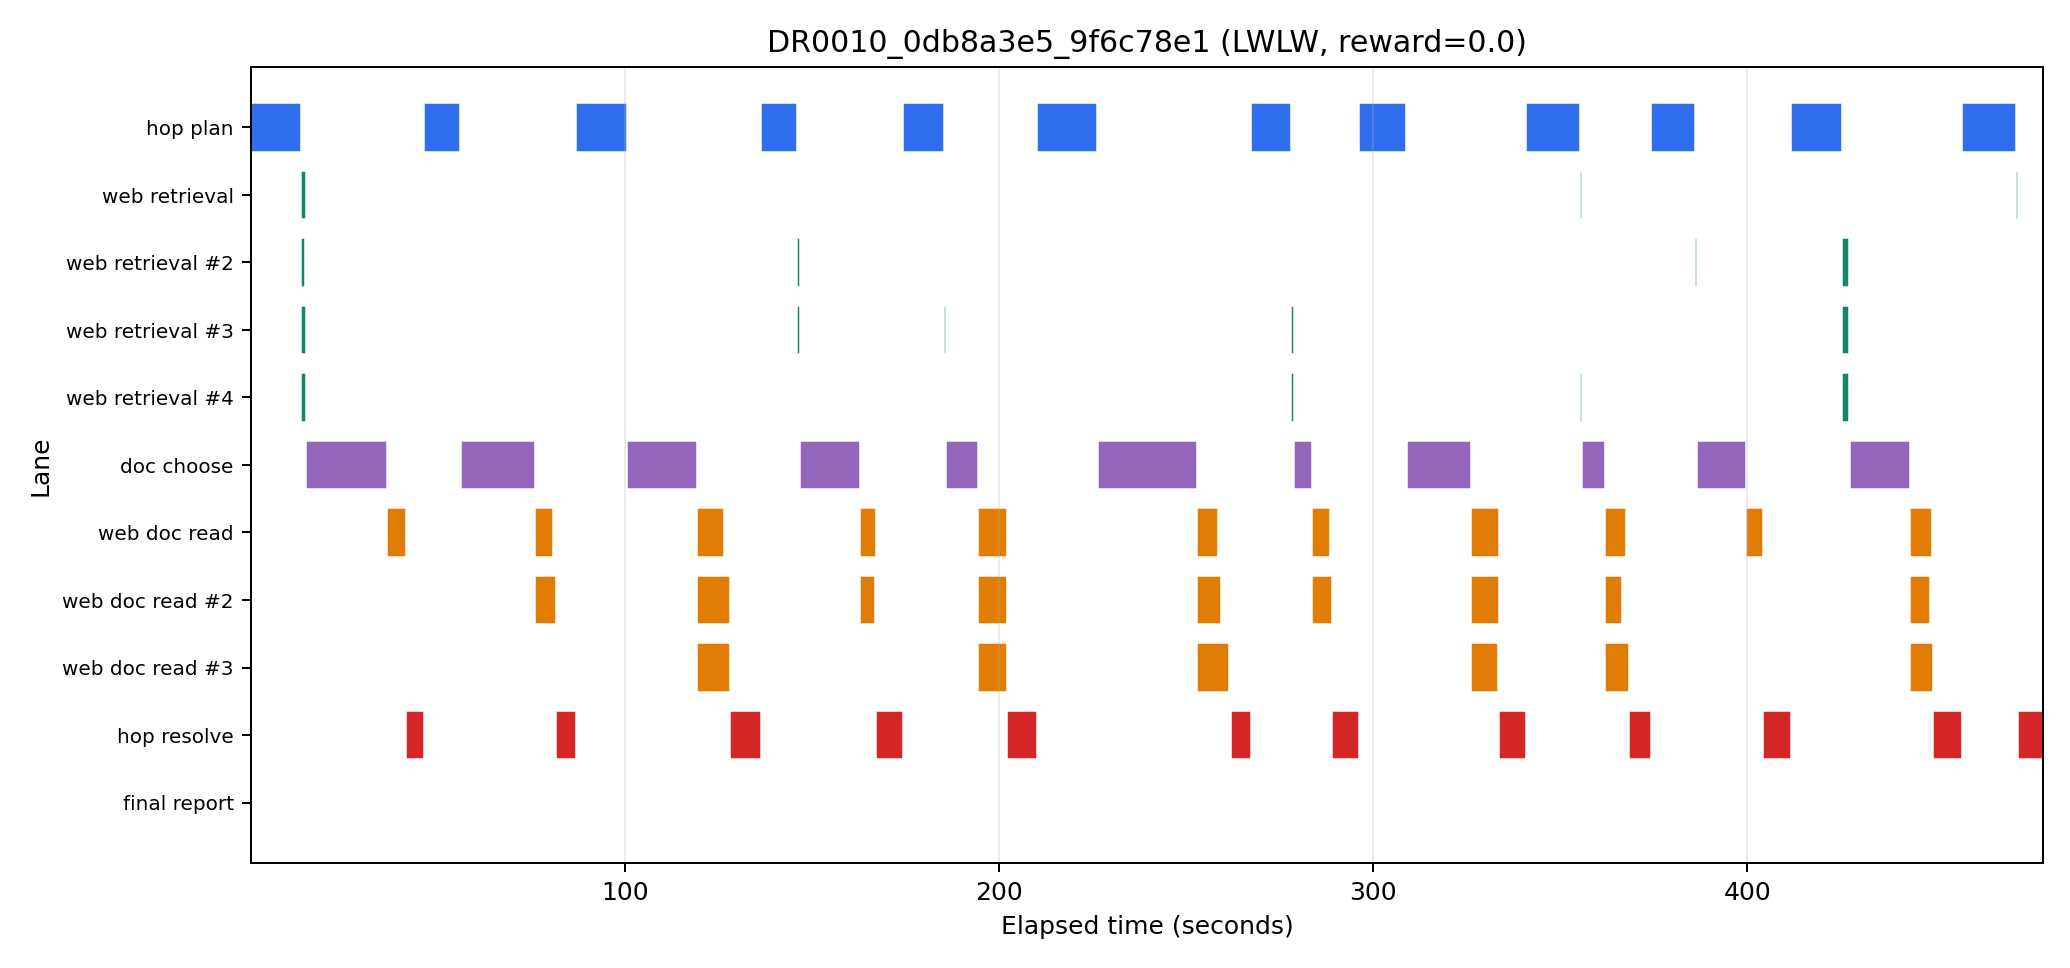 DR0010_0db8a3e5_9f6c78e1 (LWLW, reward=0.0)
hop plan
web retrieval
web retrieval #2
web retrieval #3
web retrieval #4
doc choose
web doc read
web doc read #2
web doc read #3
hop resolve
final report
Lane
100 200 300 400
Elapsed time (seconds)